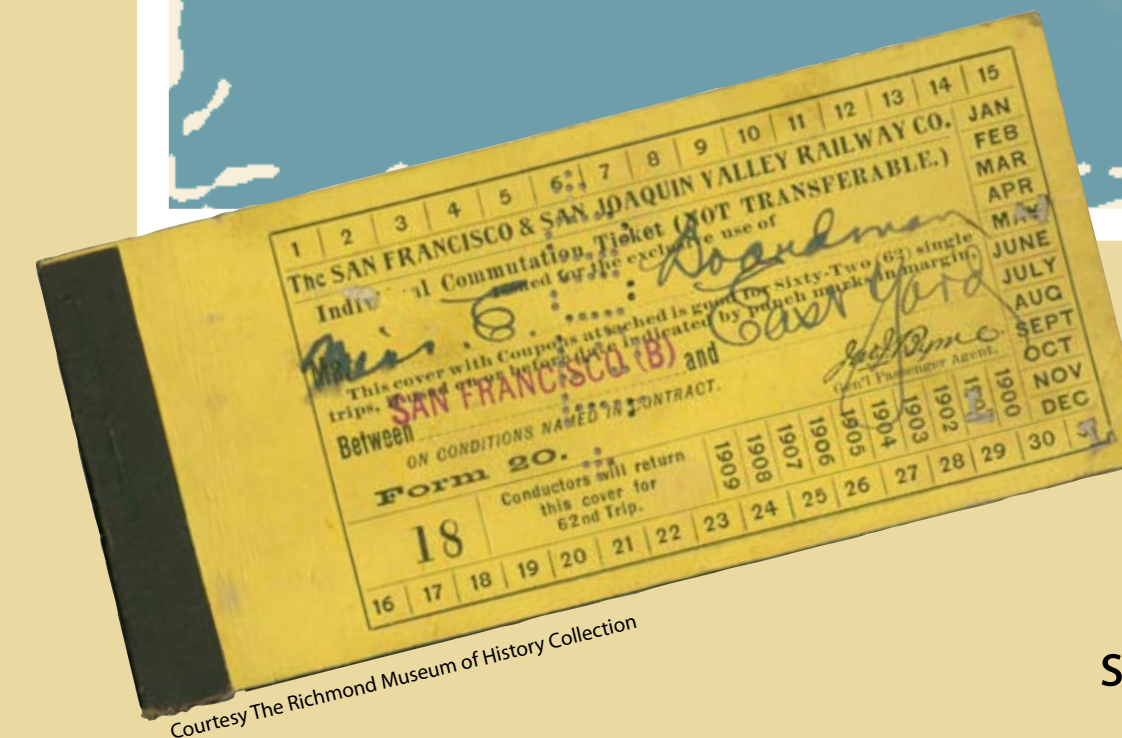 1 2 3 4 5 6 7 8 9 10 11 12 13 14 15
The SAN FRANCISCO & SAN JOAQUIN VALLEY RAILWAY CO.
Commutation Ticket (NOT TRANSFERABLE.)
Issued for the exclusive use of
Miss. E. Boardman
This cover with Coupons attached is good for Sixty-Two (62) single
trips, if used on or before date indicated by punch marks in margin,
Between SAN FRANCISCO (B) and East Yard
ON CONDITIONS NAMED IN CONTRACT.
Form 20.
Gen'l Passenger Agent.
18
Conductors will return
this cover for
62nd Trip.
1909 1908 1907 1906 1905 1904 1903 1902 1900
16 17 18 19 20 21 22 23 24 25 26 27 28 29 30
JAN
FEB
MAR
APR
JUNE
JULY
AUG
SEPT
OCT
NOV
DEC
Courtesy The Richmond Museum of History Collection
S